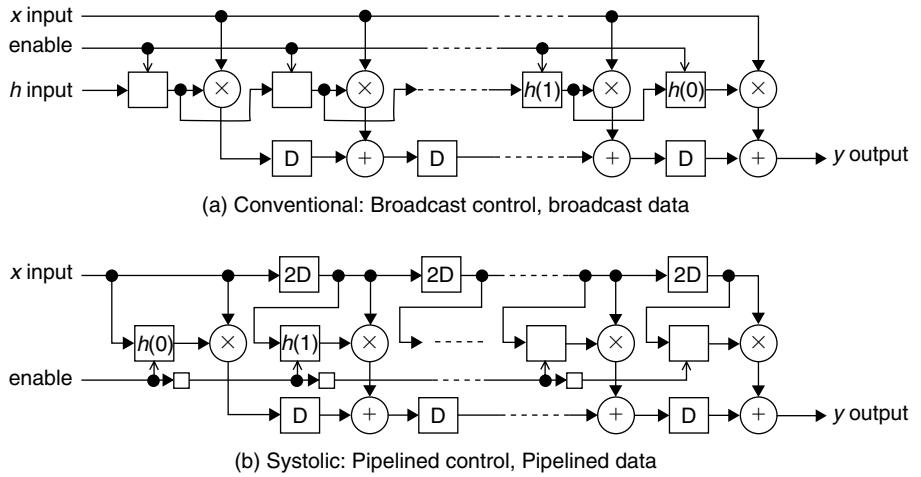 x input
enable
h input
× × × ×
h(1) h(0)
D + D + D +
y output
(a) Conventional: Broadcast control, broadcast data
x input
2D 2D 2D
h(0) × h(1) × × ×
enable
D + D + D +
y output
(b) Systolic: Pipelined control, Pipelined data